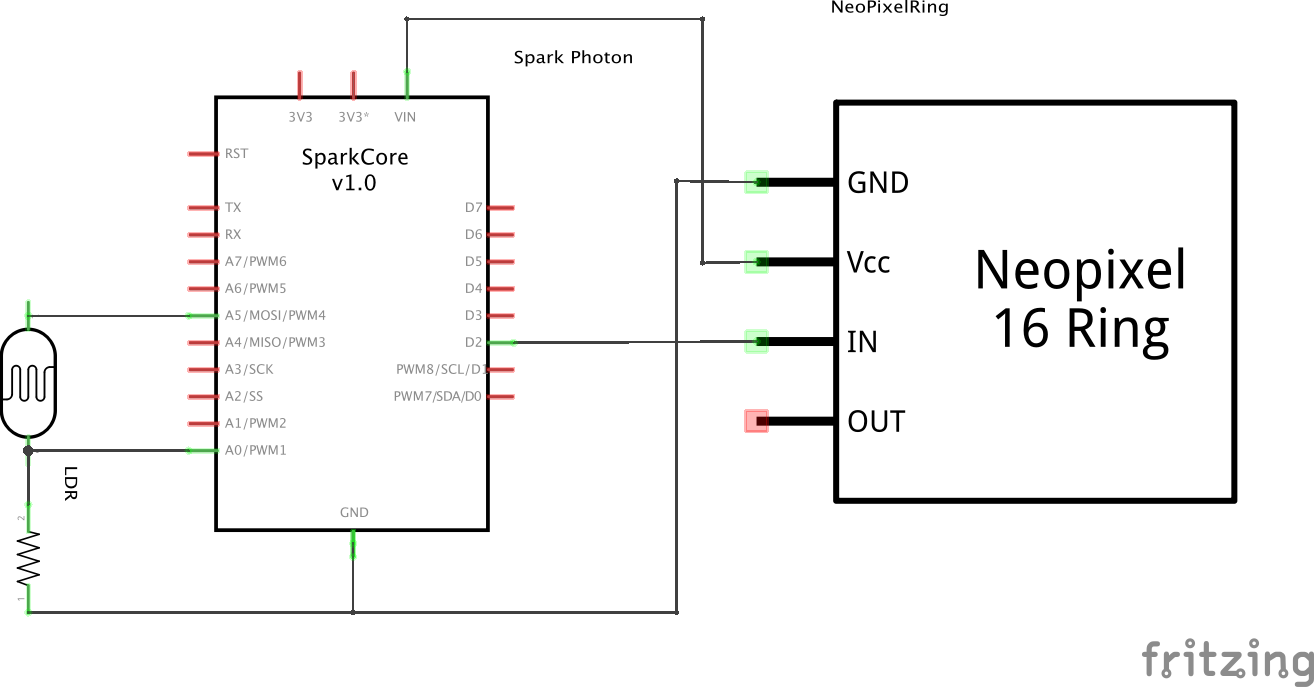 NeoPixelRing
Spark Photon
3V3
3V3*
VIN
SparkCore
v1.0
RST
TX
RX
A7/PWM6
A6/PWM5
A5/MOSI/PWM4
A4/MISO/PWM3
A3/SCK
A2/SS
A1/PWM2
A0/PWM1
D7
D6
D5
D4
D3
D2
PWM8/SCL/D1
PWM7/SDA/D0
GND
LDR
2
1
GND
Vcc
IN
OUT
Neopixel
16 Ring
fritzing